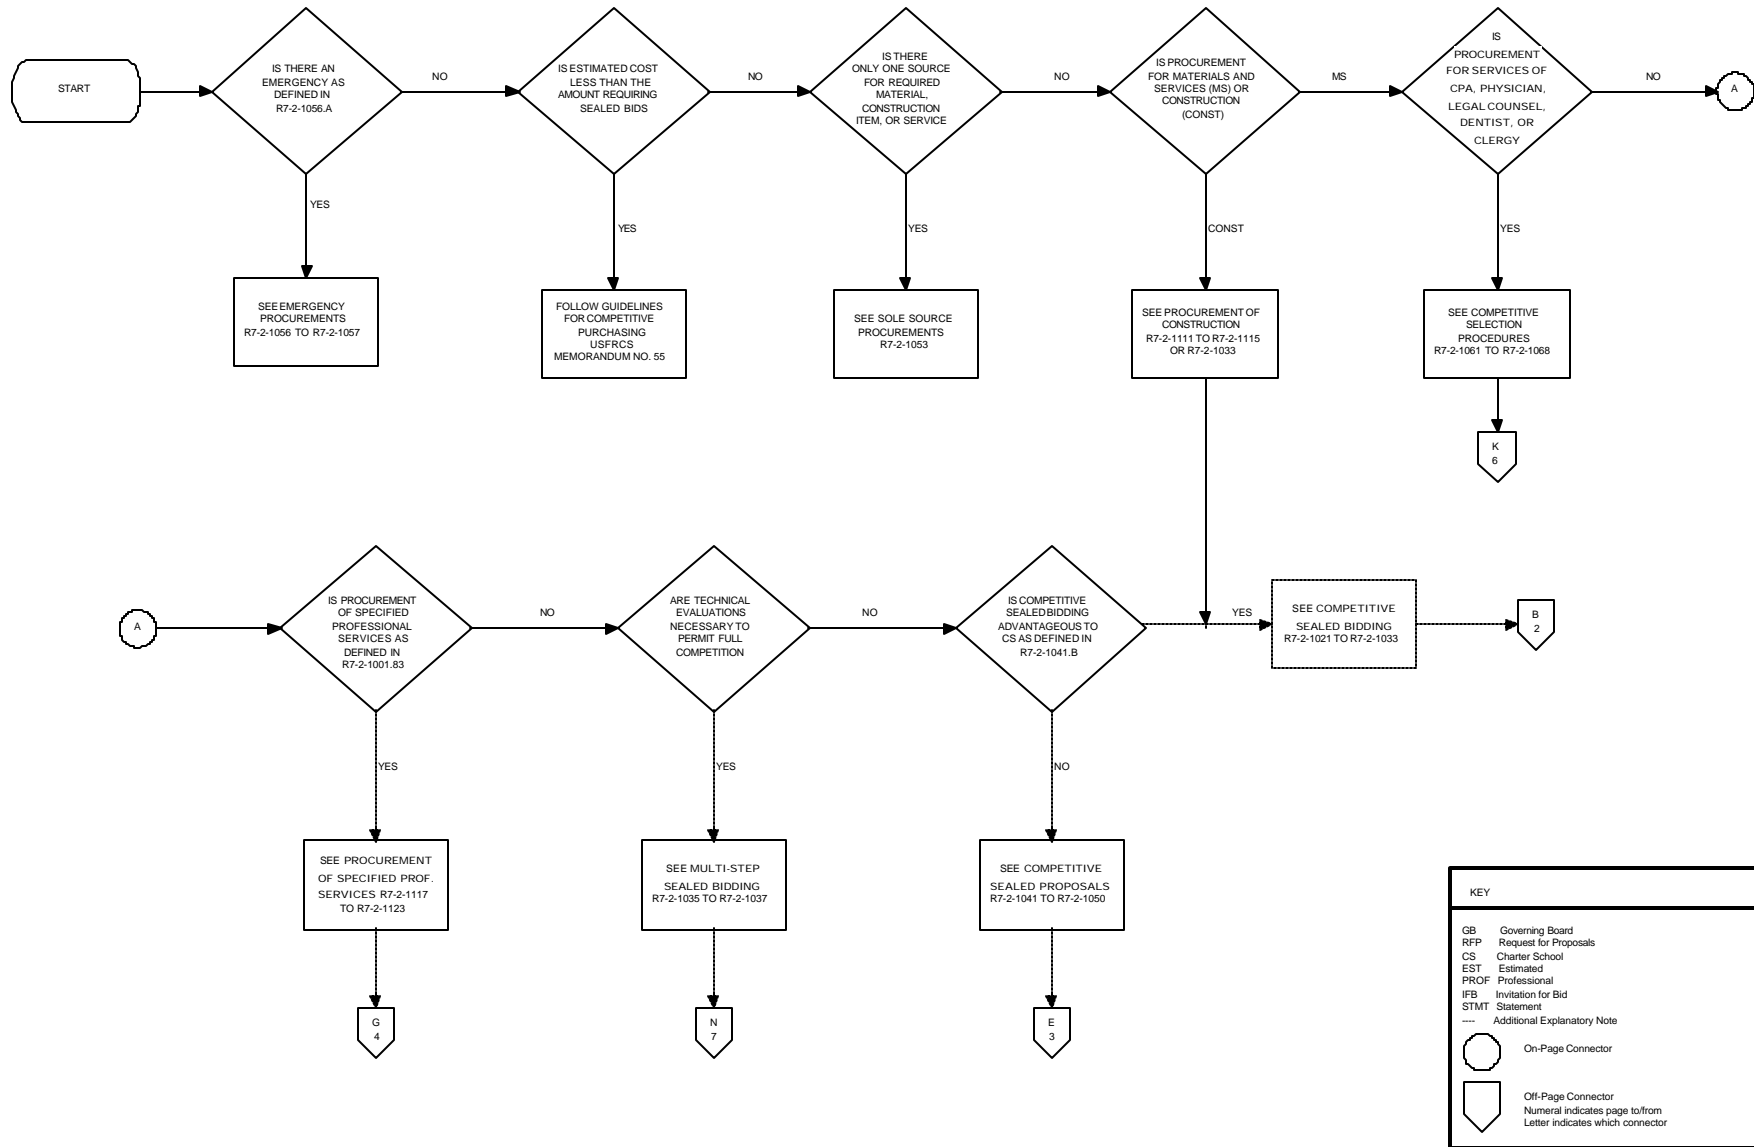 START
IS THERE AN
EMERGENCY AS
DEFINED IN
R7-2-1056.A
NO
YES
SEE EMERGENCY
PROCUREMENTS
R7-2-1056 TO R7-2-1057
IS ESTIMATED COST
LESS THAN THE
AMOUNT REQUIRING
SEALED BIDS
NO
YES
FOLLOW GUIDELINES
FOR COMPETITIVE
PURCHASING
USFRCS
MEMORANDUM NO. 55
IS THERE
ONLY ONE SOURCE
FOR REQUIRED
MATERIAL,
CONSTRUCTION
ITEM, OR SERVICE
NO
YES
SEE SOLE SOURCE
PROCUREMENTS
R7-2-1053
IS PROCUREMENT
FOR MATERIALS AND
SERVICES (MS) OR
CONSTRUCTION
(CONST)
MS
CONST
SEE PROCUREMENT OF
CONSTRUCTION
R7-2-1111 TO R7-2-1115
OR R7-2-1033
IS
PROCUREMENT
FOR SERVICES OF
CPA, PHYSICIAN,
LEGAL COUNSEL,
DENTIST, OR
CLERGY
NO
A
YES
SEE COMPETITIVE
SELECTION
PROCEDURES
R7-2-1061 TO R7-2-1068
K
6
A
IS PROCUREMENT
OF SPECIFIED
PROFESSIONAL
SERVICES AS
DEFINED IN
R7-2-1001.83
NO
YES
SEE PROCUREMENT
OF SPECIFIED PROF.
SERVICES R7-2-1117
TO R7-2-1123
G
4
ARE TECHNICAL
EVALUATIONS
NECESSARY TO
PERMIT FULL
COMPETITION
NO
YES
SEE MULTI-STEP
SEALED BIDDING
R7-2-1035 TO R7-2-1037
N
7
IS COMPETITIVE
SEALED BIDDING
ADVANTAGEOUS TO
CS AS DEFINED IN
R7-2-1041.B
YES
NO
SEE COMPETITIVE
SEALED PROPOSALS
R7-2-1041 TO R7-2-1050
E
3
SEE COMPETITIVE
SEALED BIDDING
R7-2-1021 TO R7-2-1033
B
2
KEY
GB Governing Board
RFP Request for Proposals
CS Charter School
EST Estimated
PROF Professional
IFB Invitation for Bid
STMT Statement
---- Additional Explanatory Note
On-Page Connector
Off-Page Connector
Numeral indicates page to/from
Letter indicates which connector